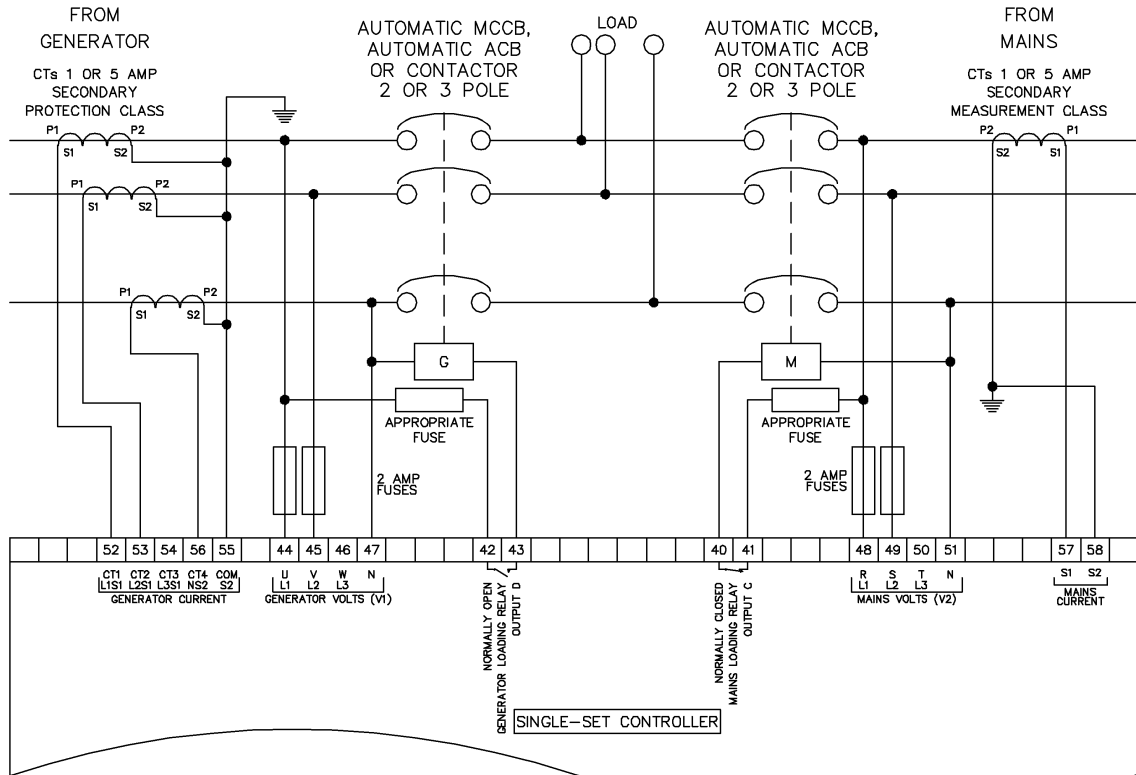 FROM
GENERATOR
CTs 1 OR 5 AMP
SECONDARY
PROTECTION CLASS
AUTOMATIC MCCB,
AUTOMATIC ACB
OR CONTACTOR
2 OR 3 POLE
LOAD
AUTOMATIC MCCB,
AUTOMATIC ACB
OR CONTACTOR
2 OR 3 POLE
FROM
MAINS
CTs 1 OR 5 AMP
SECONDARY
MEASUREMENT CLASS
P1 P2
S1 S2
P2 P1
S2 S1
P1 P2
S1 S2
P1 P2
S1 S2
G
M
APPROPRIATE
FUSE
APPROPRIATE
FUSE
2 AMP
FUSES
2 AMP
FUSES
52 53 54 56 55 44 45 46 47 42 43 40 41 48 49 50 51 57 58
CT1 CT2 CT3 CT4 COM
L1S1 L2S1 L3S1 NS2 S2
GENERATOR CURRENT
U V W N
L1 L2 L3
GENERATOR VOLTS (V1)
NORMALLY OPEN
GENERATOR LOADING RELAY
OUTPUT D
NORMALLY CLOSED
MAINS LOADING RELAY
OUTPUT C
R S T N
L1 L2 L3
MAINS VOLTS (V2)
S1 S2
MAINS
CURRENT
SINGLE-SET CONTROLLER